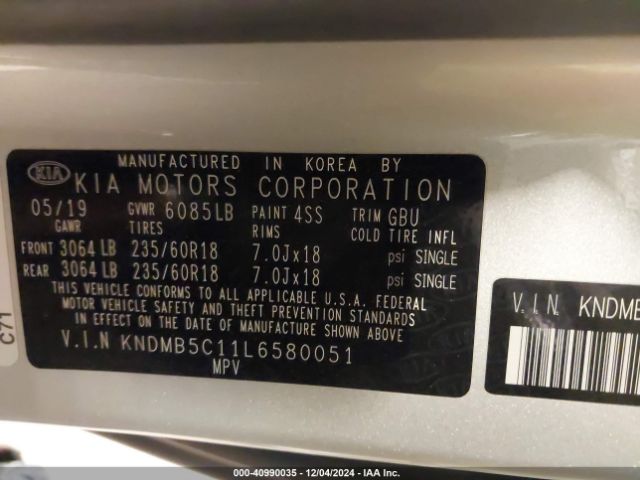 MANUFACTURED IN KOREA BY
KIA KIA MOTORS CORPORATION
05/19 GVWR 6085LB PAINT 4SS TRIM GBU
GAWR TIRES RIMS COLD TIRE INFL
FRONT 3064 LB 235/60R18 7.0Jx18 psi SINGLE
REAR 3064 LB 235/60R18 7.0Jx18 psi SINGLE
THIS VEHICLE CONFORMS TO ALL APPLICABLE U.S.A. FEDERAL
MOTOR VEHICLE SAFETY AND THEFT PREVENTION STANDARDS
IN EFFECT ON THE DATE OF MANUFACTURE SHOWN ABOVE
V.I.N KNDMB5C11L6580051
MPV
C71
V.I.N. KNDMB
000-40990035 - 12/04/2024 - IAA Inc.